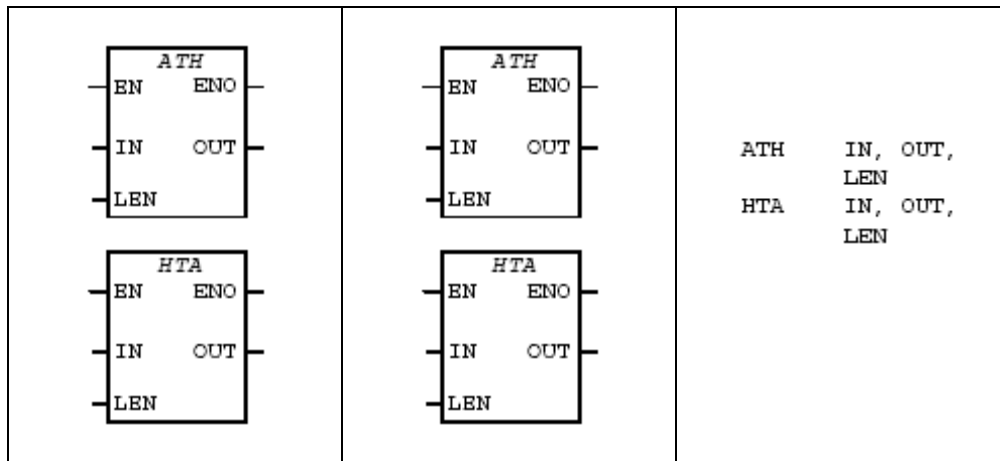 ATH
EN ENO
IN OUT
LEN
HTA
EN ENO
IN OUT
LEN
ATH
EN ENO
IN OUT
LEN
HTA
EN ENO
IN OUT
LEN
ATH IN, OUT,
LEN
HTA IN, OUT,
LEN